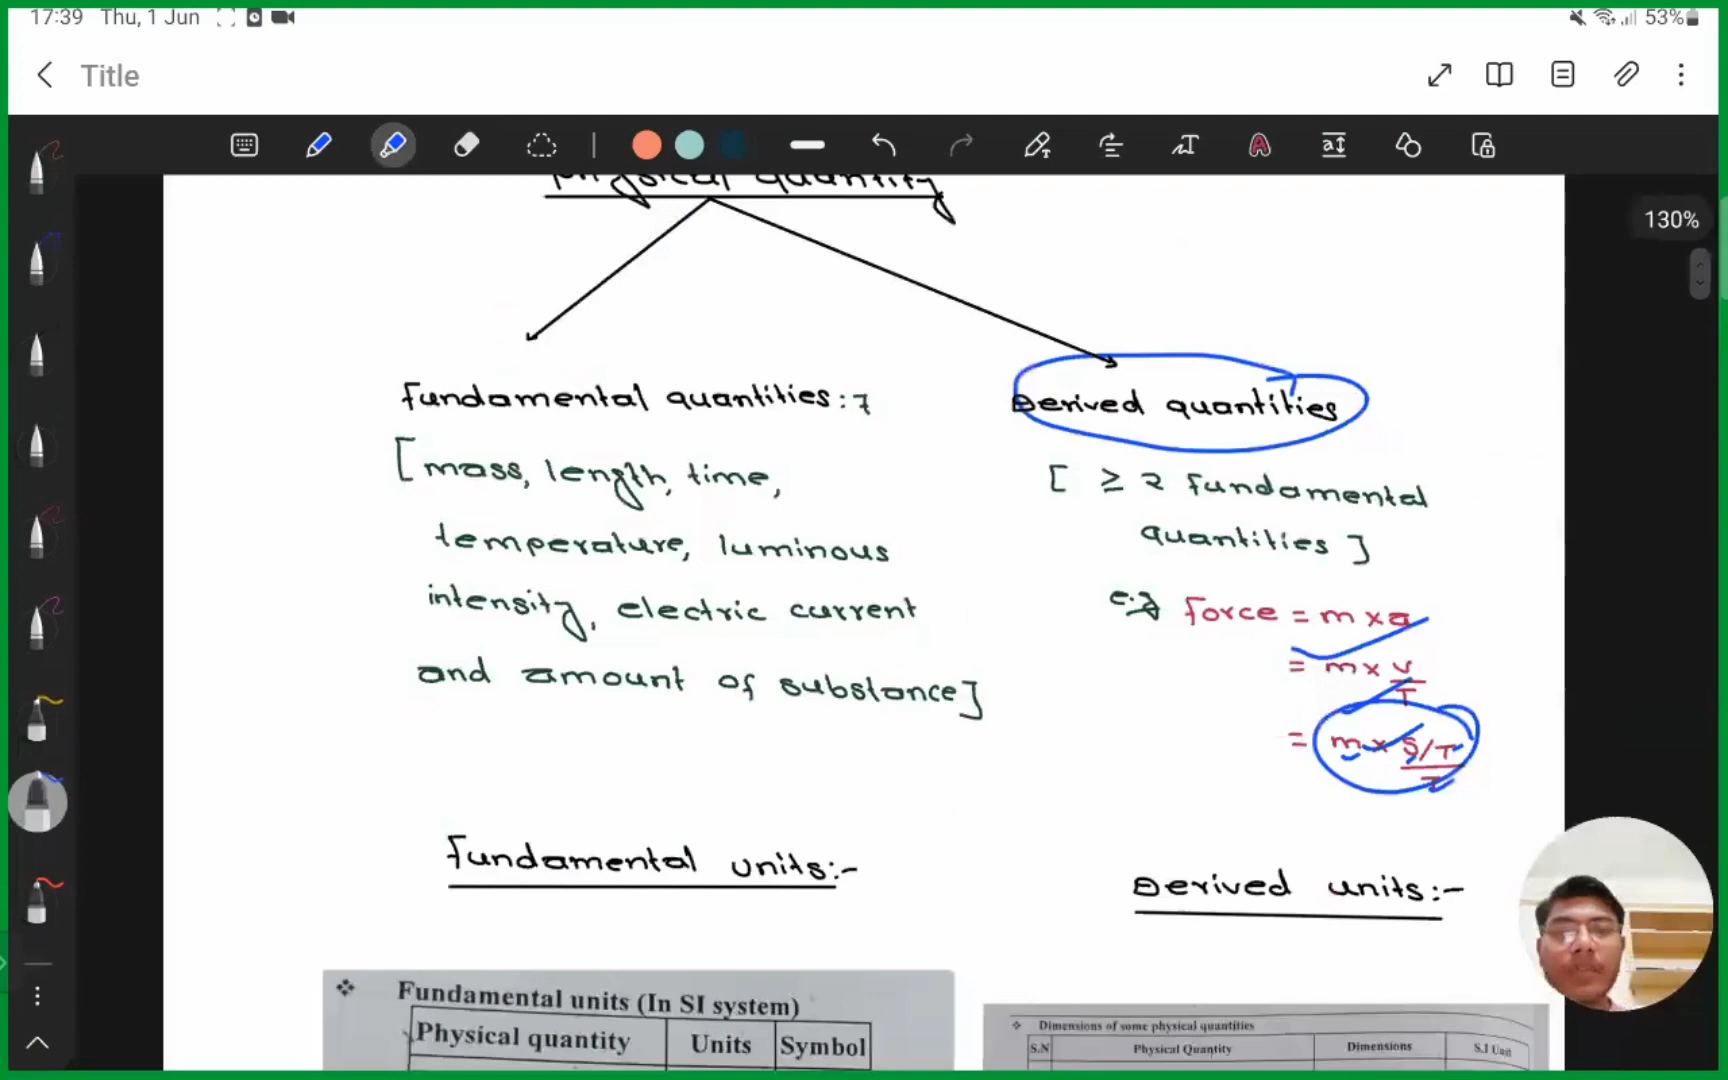 17:39 Thu, 1 Jun
53%
Title
130%
Physical quantity
Fundamental quantities: 7
Derived quantities
[mass, length, time,
temperature, luminous
intensity, electric current
and amount of substance]
[ ≥ 2 fundamental
quantities ]
e.g. Force = m × a
= m × v/T
= m × S/T/T
Fundamental units:-
Derived units:-
❖ Fundamental units (In SI system)
Physical quantity Units Symbol
❖ Dimensions of some physical quantities
S.N Physical Quantity Dimensions S.I Unit